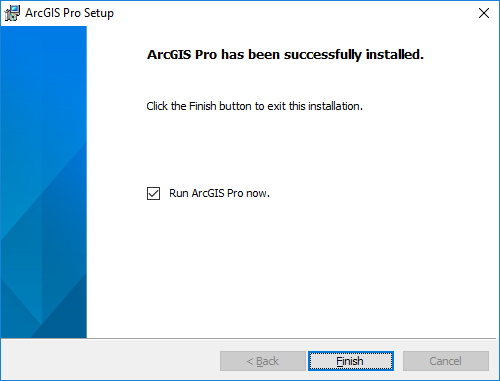 ArcGIS Pro Setup
ArcGIS Pro has been successfully installed.
Click the Finish button to exit this installation.
Run ArcGIS Pro now.
< Back
Finish
Cancel